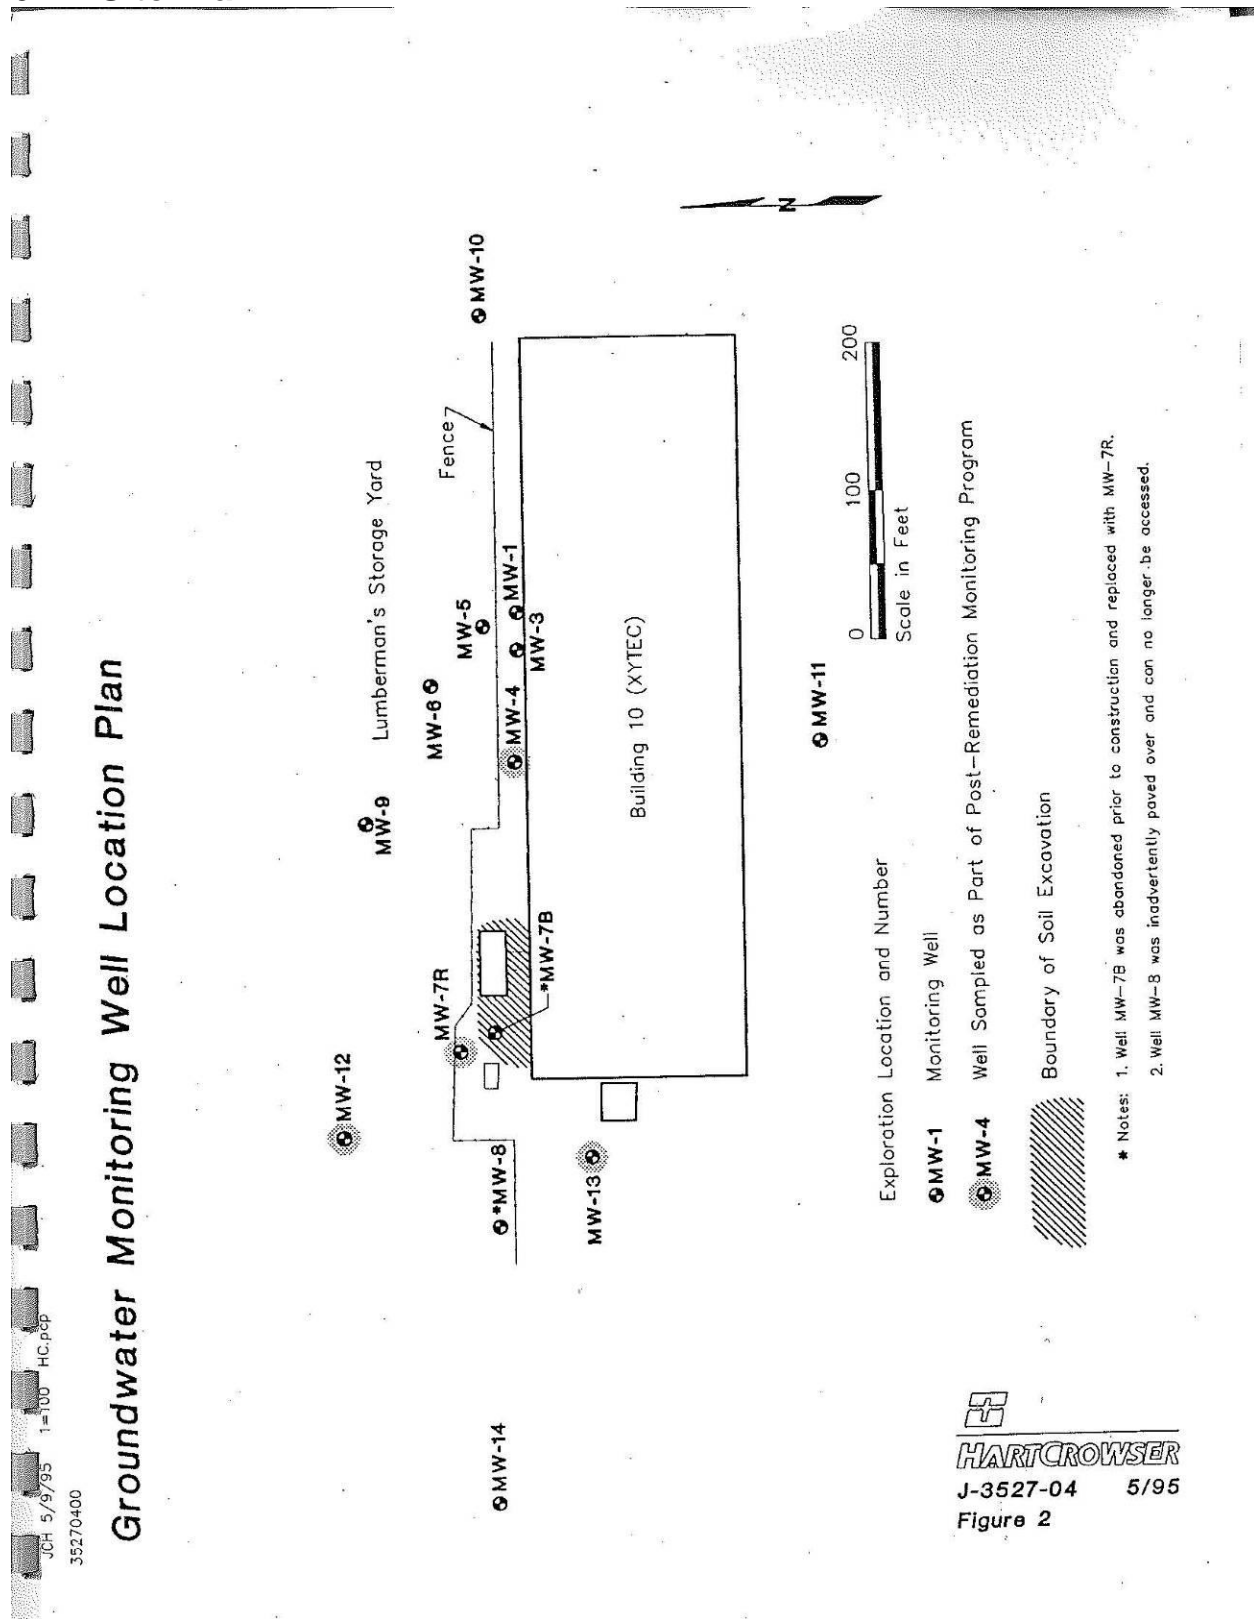 JCH 5/9/95 1=100 HC.pcp
35270400
Groundwater Monitoring Well Location Plan
MW-12
MW-9
Lumberman's Storage Yard
MW-7R
MW-6
MW-5
Fence
MW-10
MW-14
*MW-8
*MW-7B
MW-4
MW-3
MW-1
MW-13
Building 10 (XYTEC)
N
MW-11
0 100 200
Scale in Feet
Exploration Location and Number
MW-1 Monitoring Well
MW-4 Well Sampled as Part of Post-Remediation Monitoring Program
Boundary of Soil Excavation
* Notes: 1. Well MW-7B was abandoned prior to construction and replaced with MW-7R.
2. Well MW-8 was inadvertently paved over and can no longer be accessed.
HARTCROWSER
J-3527-04 5/95
Figure 2